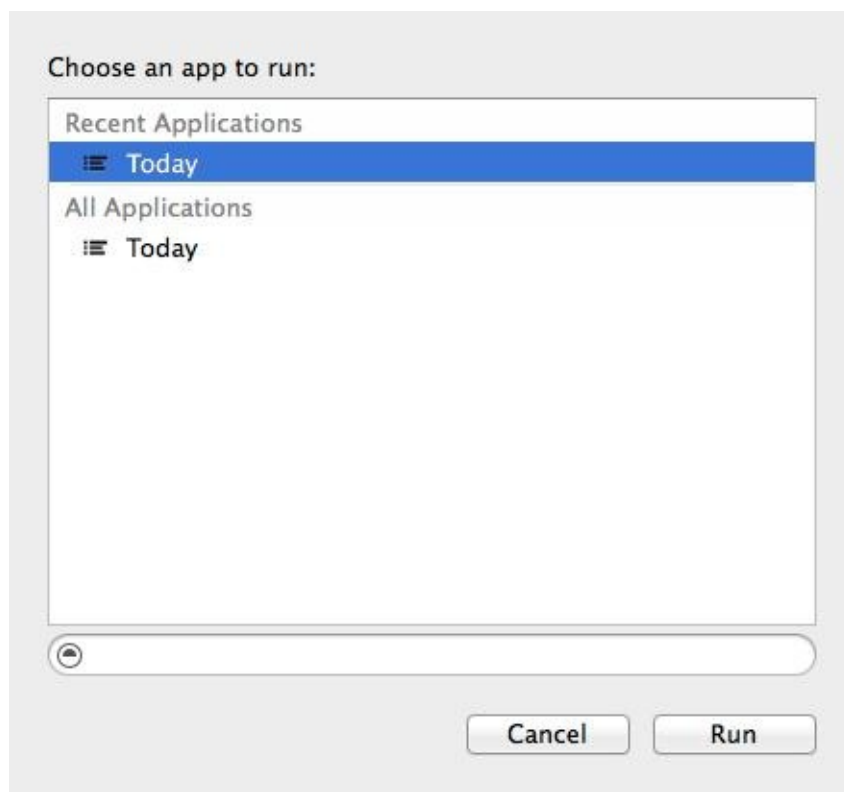 Choose an app to run:
Recent Applications
Today
All Applications
Today
Cancel Run